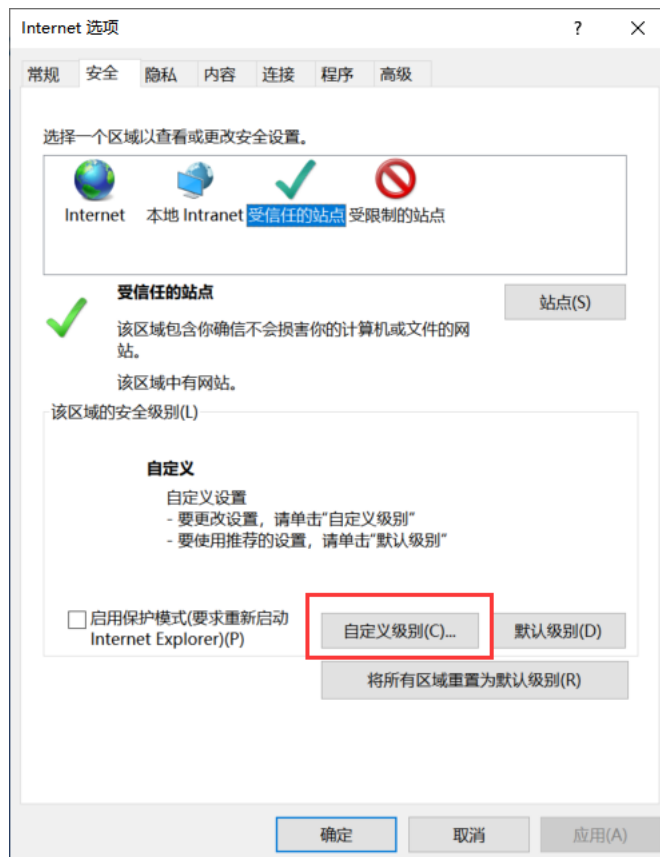 Internet 选项
? ×
常规 安全 隐私 内容 连接 程序 高级
选择一个区域以查看或更改安全设置。
Internet 本地 Intranet 受信任的站点 受限制的站点
受信任的站点
站点(S)
该区域包含你确信不会损害你的计算机或文件的网
站。
该区域中有网站。
该区域的安全级别(L)
自定义
自定义设置
- 要更改设置，请单击“自定义级别”
- 要使用推荐的设置，请单击“默认级别”
启用保护模式(要求重新启动
Internet Explorer)(P)
自定义级别(C)... 默认级别(D)
将所有区域重置为默认级别(R)
确定 取消 应用(A)